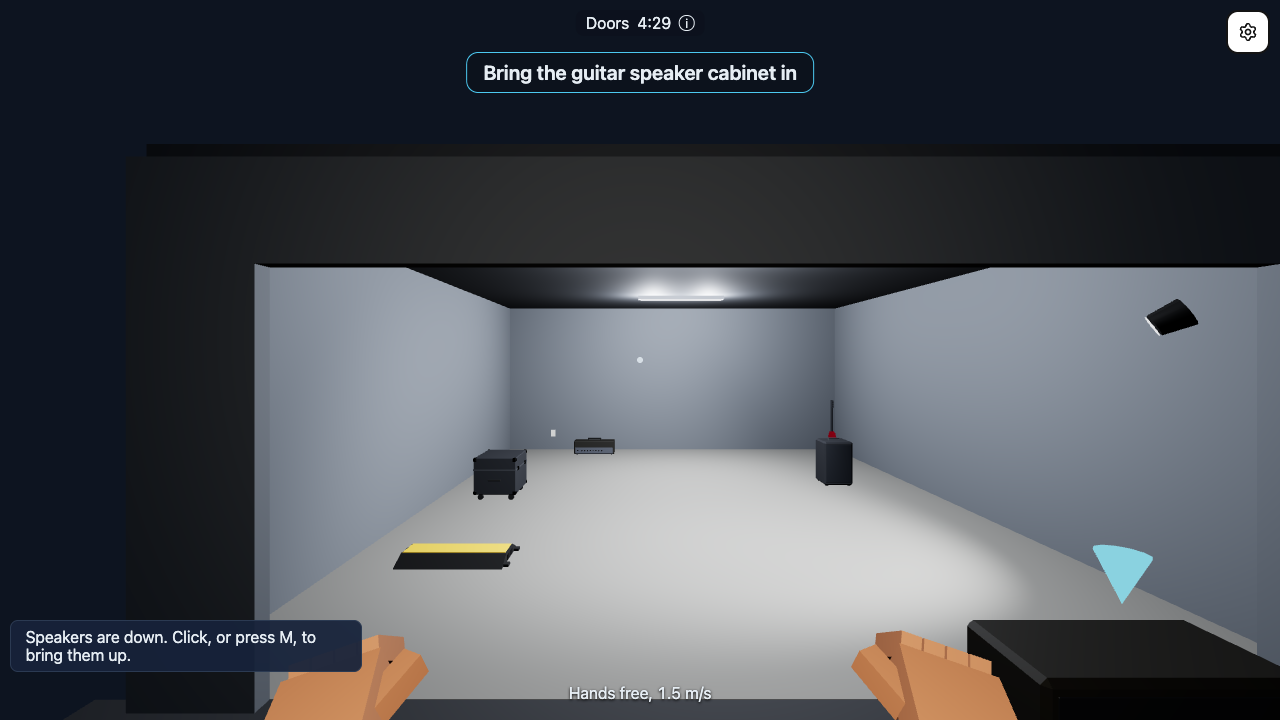 Doors 4:29 ⓘ
Bring the guitar speaker cabinet in
Speakers are down. Click, or press M, to
bring them up.
Hands free, 1.5 m/s